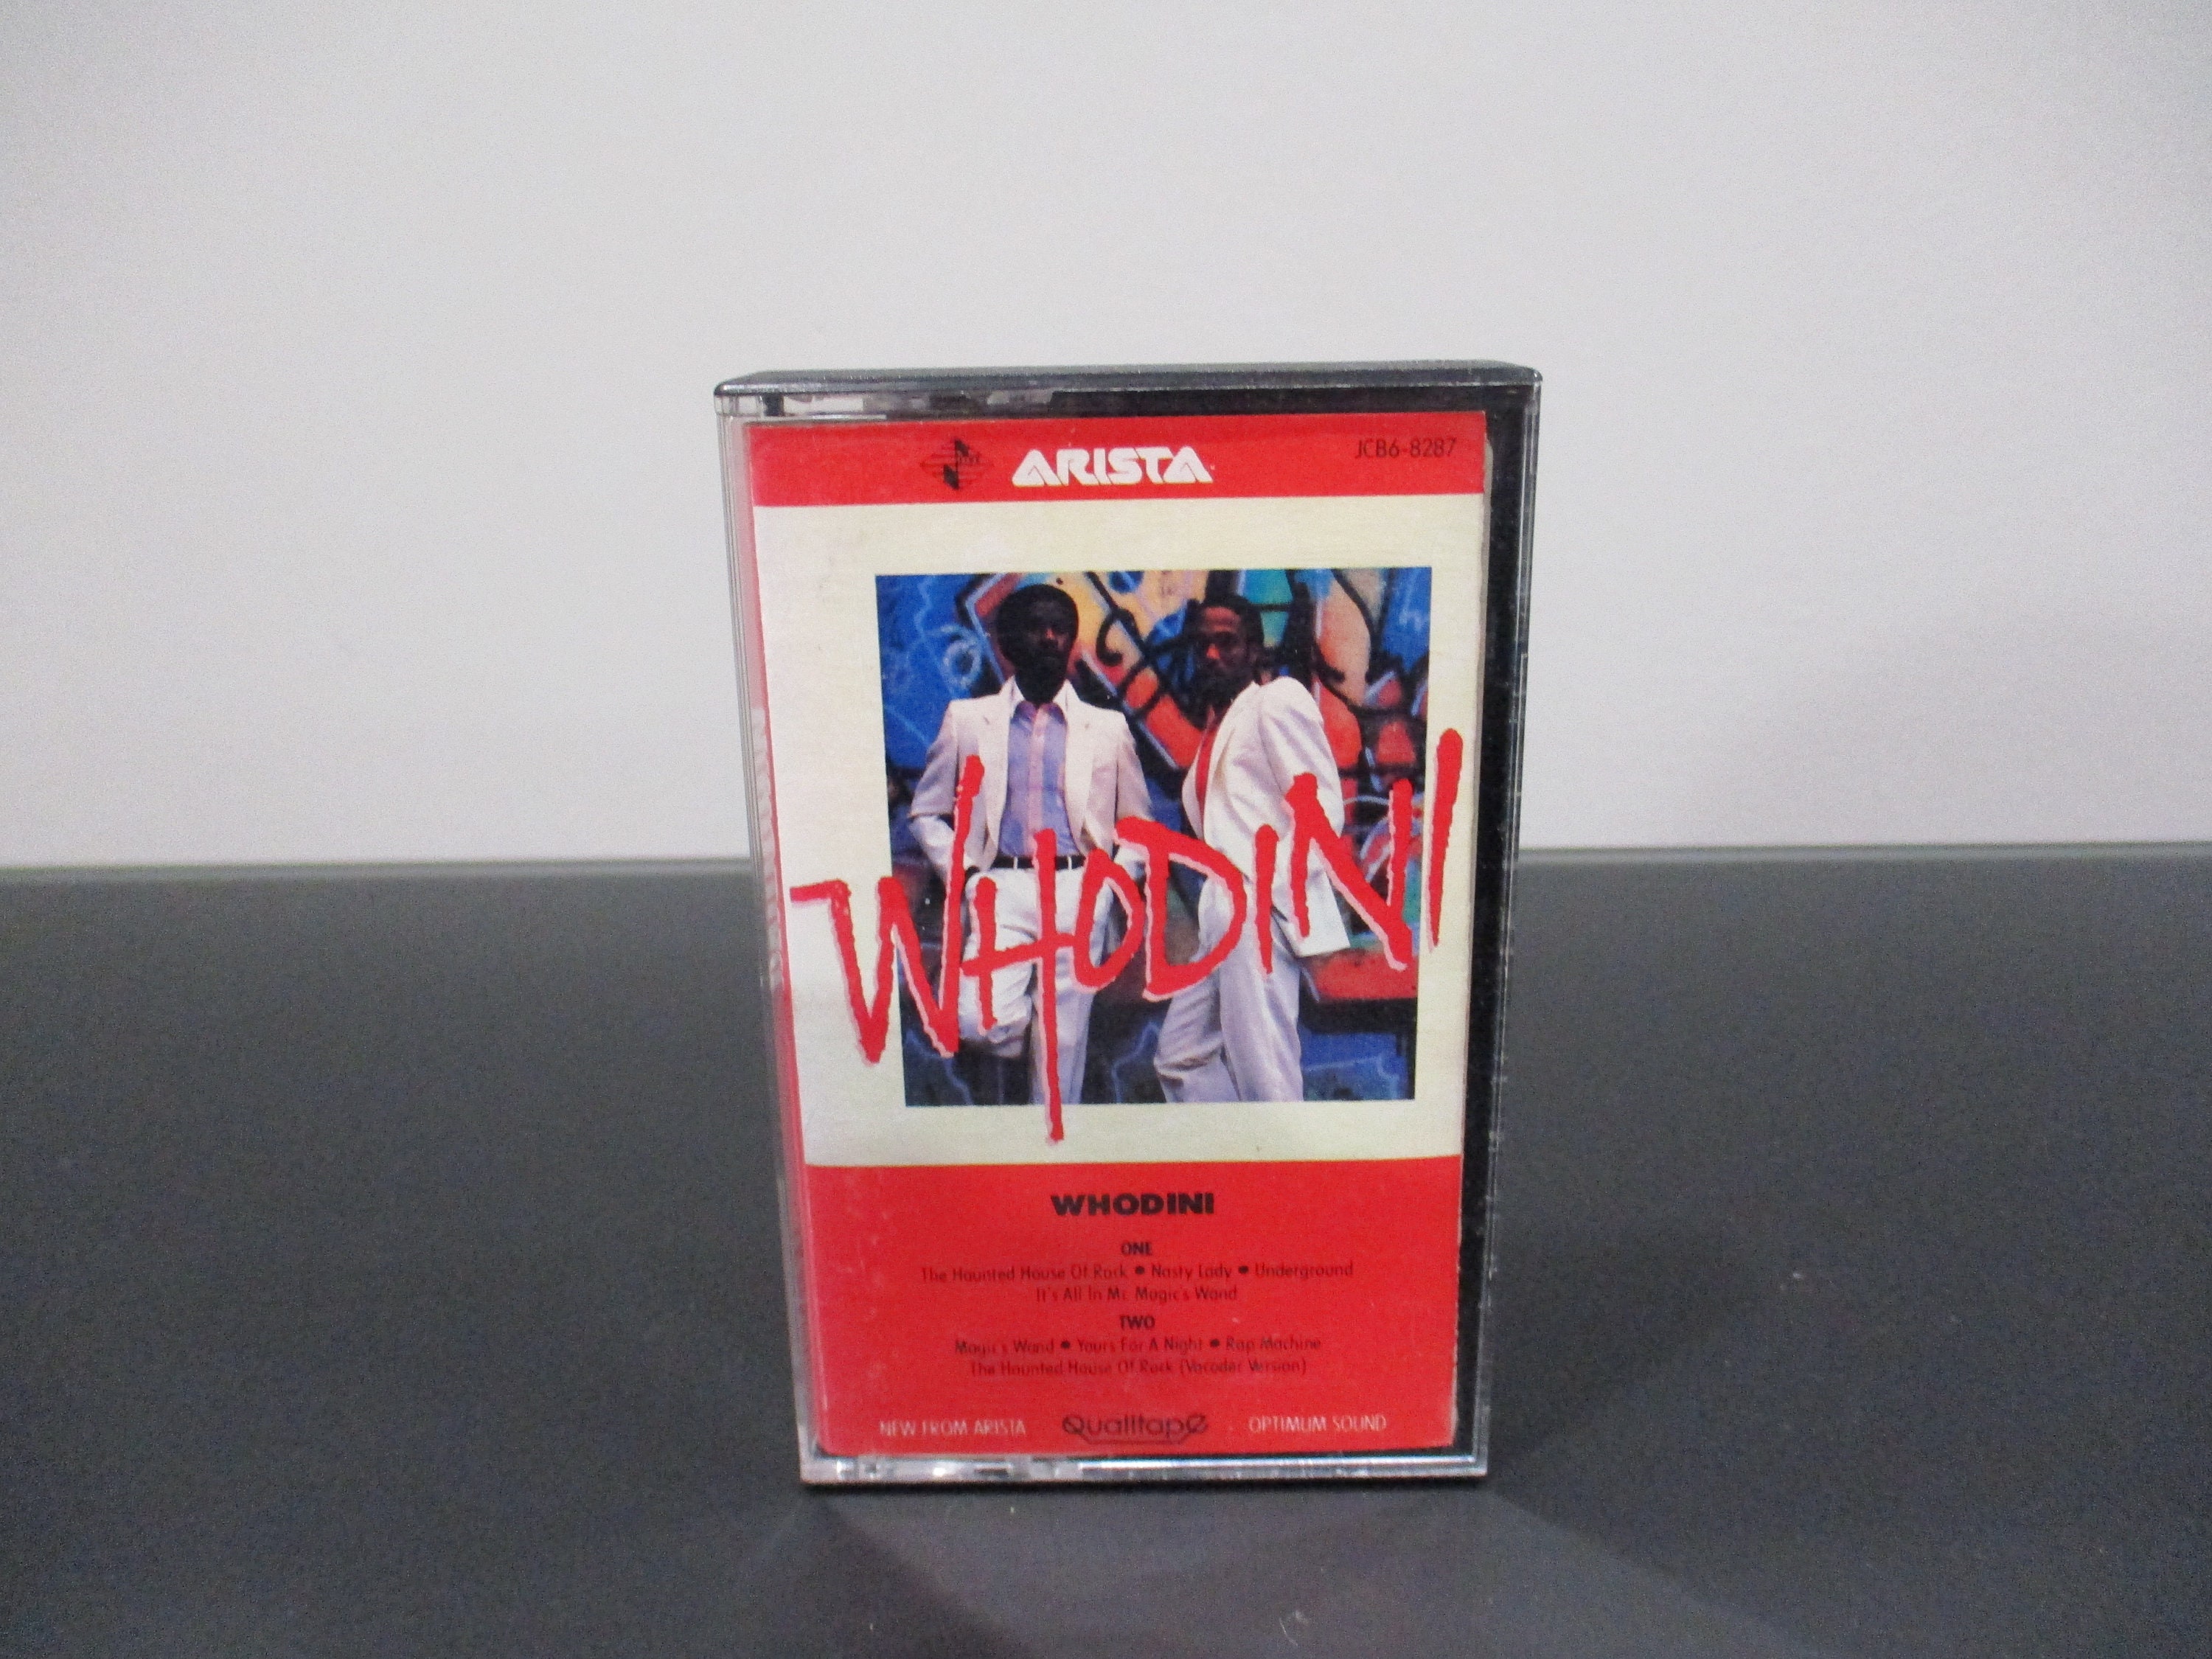 JIVE ARISTA JCB6-8287
WHODINI
WHODINI
ONE
The Haunted House Of Rock • Nasty Lady • Underground
It's All In Mr. Magic's Wand
TWO
Magic's Wand • Yours For A Night • Rap Machine
The Haunted House Of Rock (Vocoder Version)
NEW FROM ARISTA Qualitape OPTIMUM SOUND